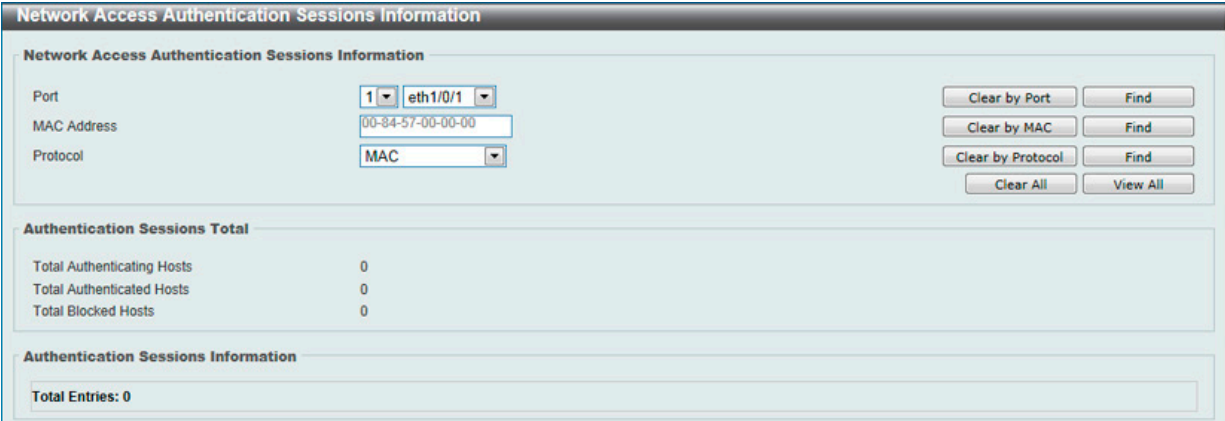 Network Access Authentication Sessions Information
Network Access Authentication Sessions Information
Port 1 eth1/0/1 Clear by Port Find
MAC Address 00-84-57-00-00-00 Clear by MAC Find
Protocol MAC Clear by Protocol Find
Clear All View All
Authentication Sessions Total
Total Authenticating Hosts 0
Total Authenticated Hosts 0
Total Blocked Hosts 0
Authentication Sessions Information
Total Entries: 0